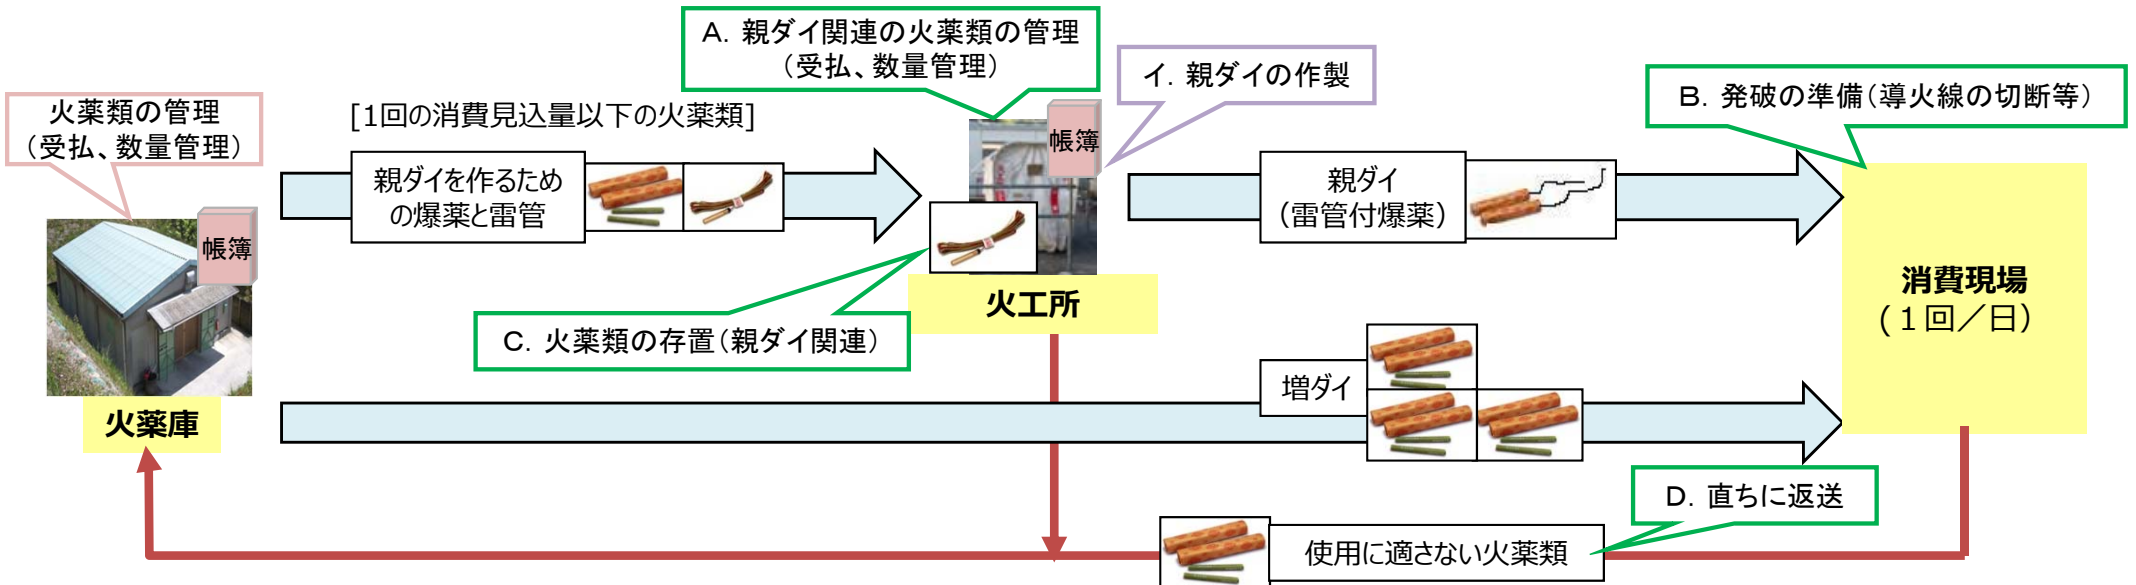 A. 親ダイ関連の火薬類の管理
(受払、数量管理)
イ. 親ダイの作製
B. 発破の準備(導火線の切断等)
火薬類の管理
(受払、数量管理)
[1回の消費見込量以下の火薬類]
帳簿
親ダイを作るため
の爆薬と雷管
親ダイ
(雷管付爆薬)
帳簿
消費現場
(1回/日)
火工所
C. 火薬類の存置(親ダイ関連)
増ダイ
火薬庫
D. 直ちに返送
使用に適さない火薬類